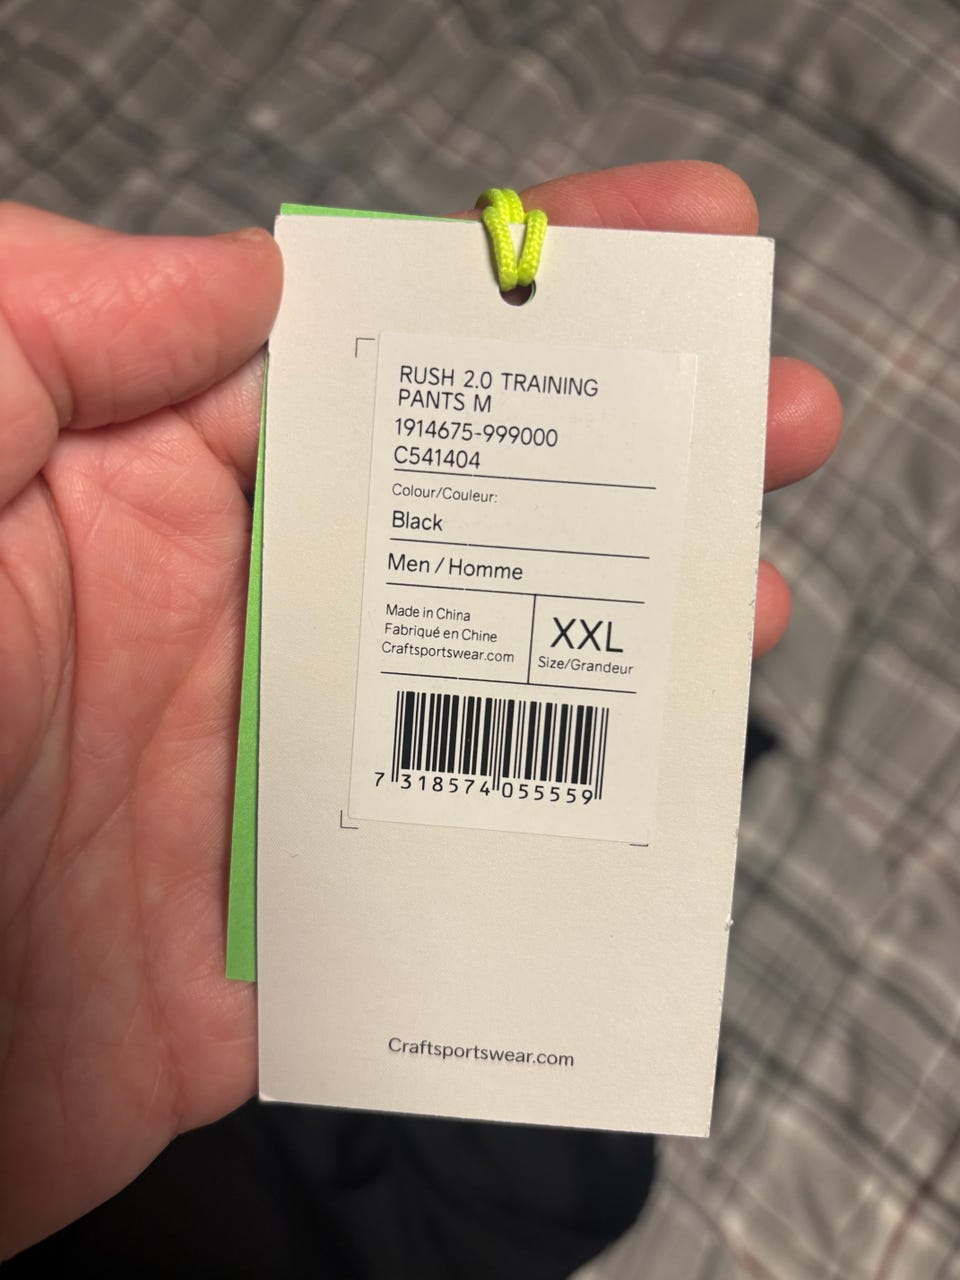 RUSH 2.0 TRAINING
PANTS M
1914675-999000
C541404
Colour/Couleur:
Black
Men / Homme
Made in China
Fabriqué en Chine
Craftsportswear.com
XXL
Size/Grandeur
7 318574 055559
Craftsportswear.com